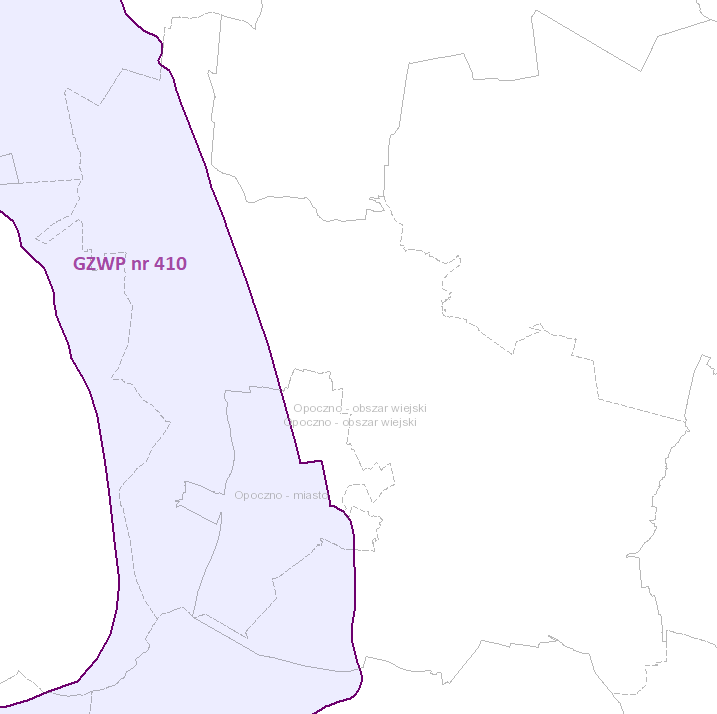 GZWP nr 410
Opoczno - obszar wiejski
Opoczno - obszar wiejski
Opoczno - miasto